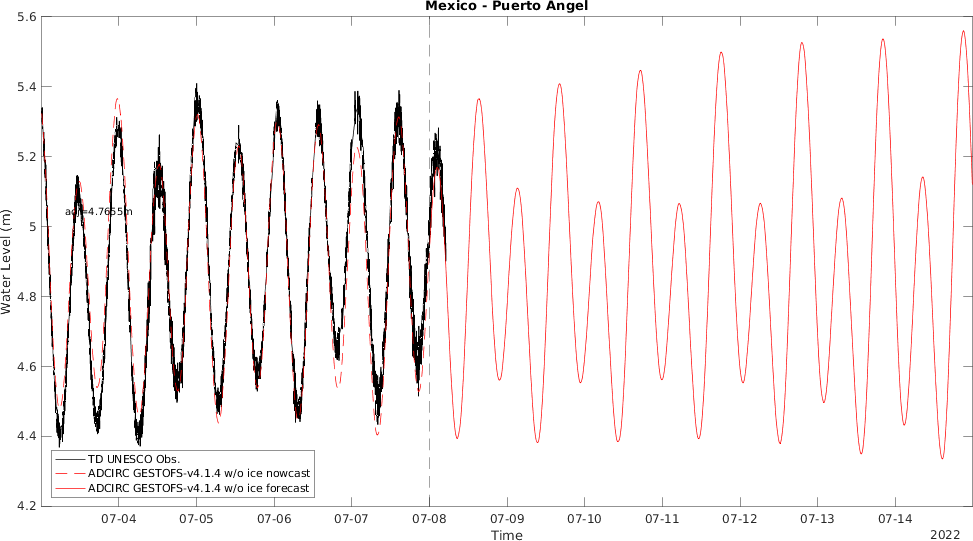 Mexico - Puerto Angel
5.6
5.4
5.2
5
4.8
4.6
4.4
4.2
Water Level (m)
adj=4.7655m
TD UNESCO Obs.
ADCIRC GESTOFS-v4.1.4 w/o ice nowcast
ADCIRC GESTOFS-v4.1.4 w/o ice forecast
07-04 07-05 07-06 07-07 07-08 07-09 07-10 07-11 07-12 07-13 07-14
Time
2022